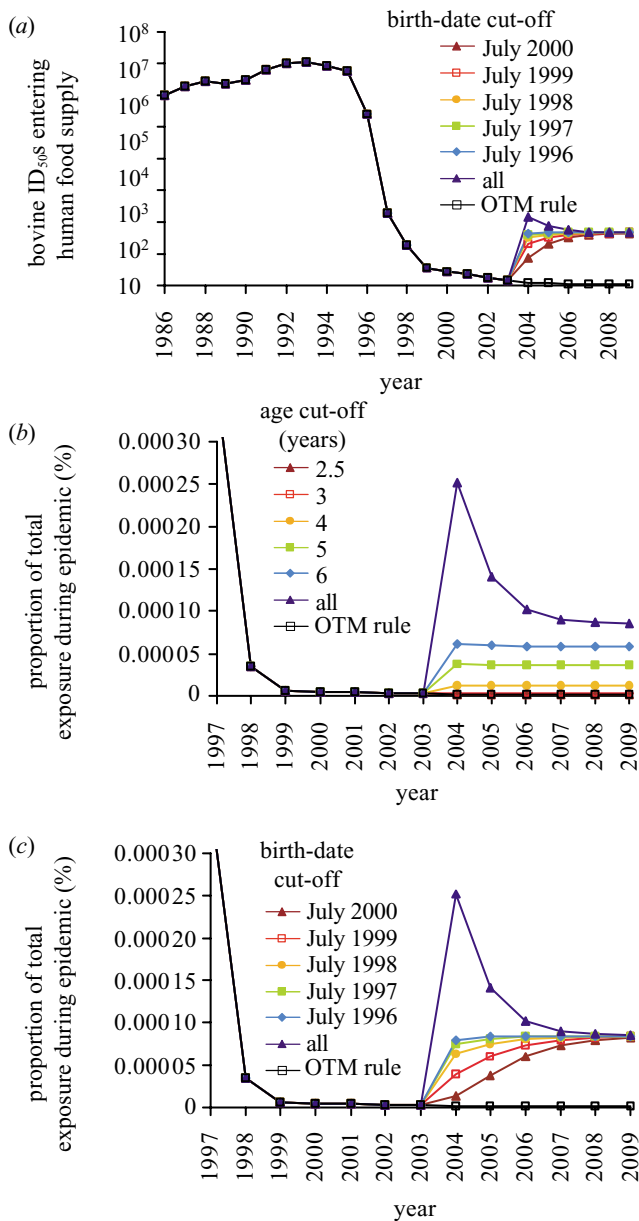 (a)
birth-date cut-off
July 2000
July 1999
July 1998
July 1997
July 1996
all
OTM rule
bovine ID50s entering
human food supply
10^8
10^7
10^6
10^5
10^4
10^3
10^2
10
1986
1988
1990
1992
1994
1996
1998
2000
2002
2004
2006
2008
year
(b)
age cut-off
(years)
2.5
3
4
5
6
all
OTM rule
proportion of total
exposure during epidemic (%)
0.00030
0.00025
0.00020
0.00015
0.00010
0.00005
0
1997
1998
1999
2000
2001
2002
2003
2004
2005
2006
2007
2008
2009
year
(c)
birth-date
cut-off
July 2000
July 1999
July 1998
July 1997
July 1996
all
OTM rule
proportion of total
exposure during epidemic (%)
0.00030
0.00025
0.00020
0.00015
0.00010
0.00005
0
1997
1998
1999
2000
2001
2002
2003
2004
2005
2006
2007
2008
2009
year